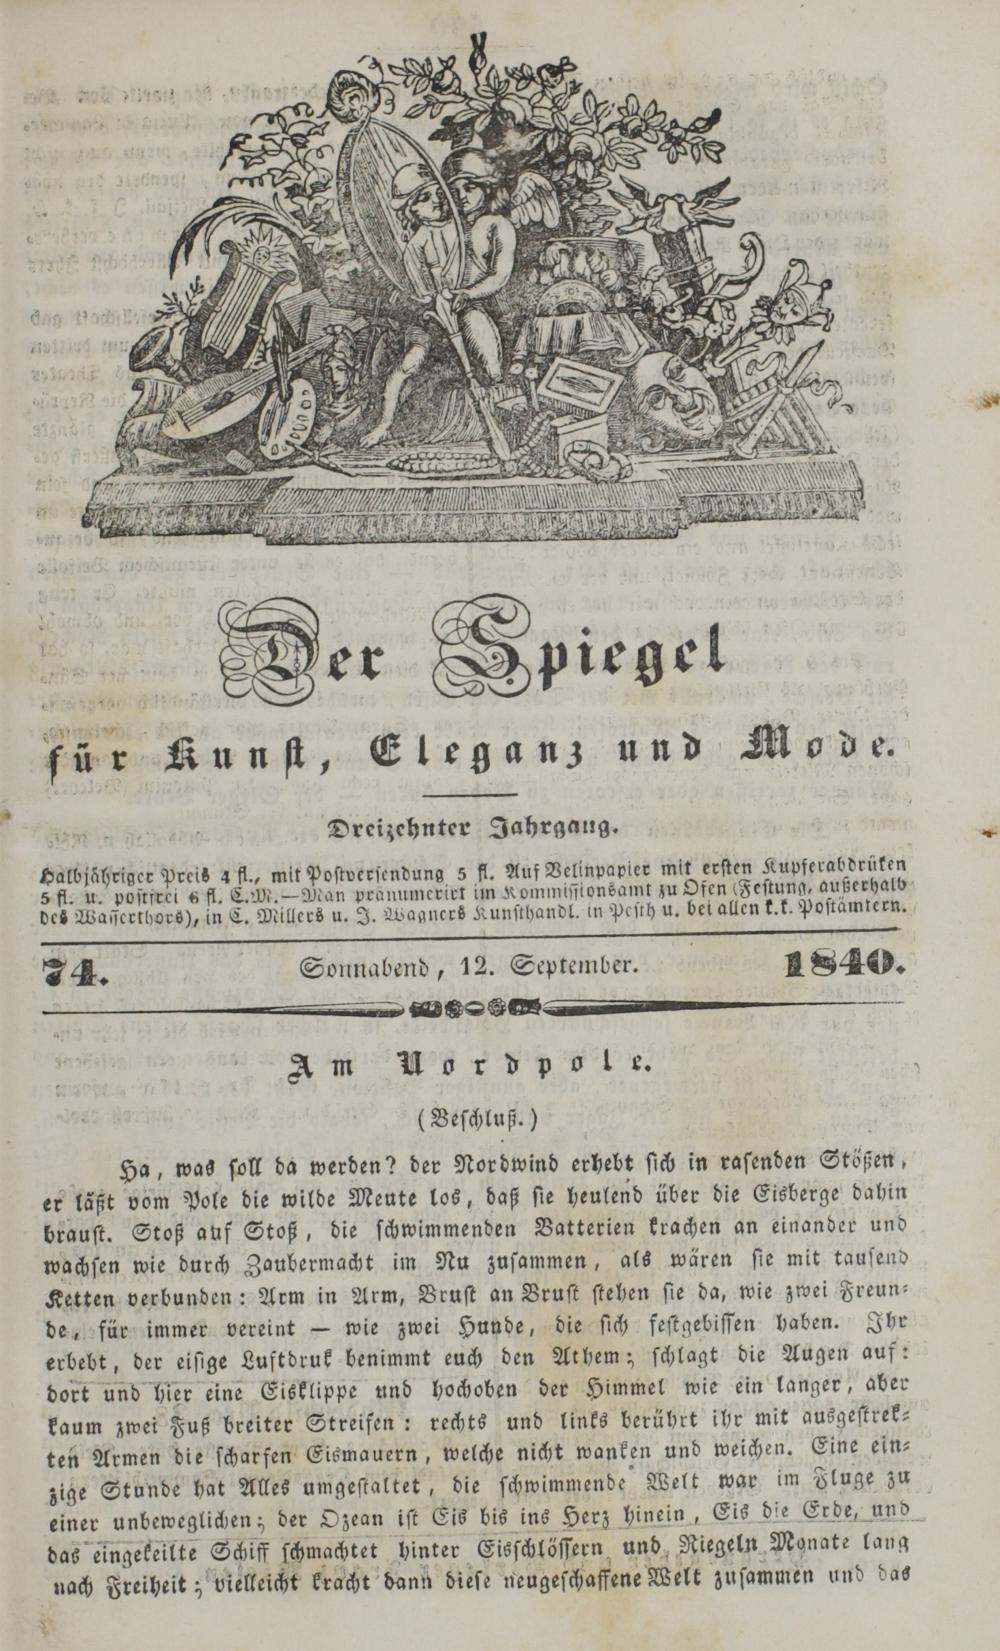 Der Spiegel
für Kunst, Eleganz und Mode.
Dreizehnter Jahrgang.
Halbjähriger Preis 4 fl., mit Postversendung 5 fl. Auf Velinpapier mit ersten Kupferabdrüken
5 fl. u. postfrei 6 fl. C.M.—Man pränumerirt im Kommissionsamt zu Ofen (Festung, außerhalb
des Wasserthors), in C. Millers u. J. Wagners Kunsthandl. in Pesth u. bei allen k.k. Postämtern.
74. Sonnabend, 12. September. 1840.
Am Nordpole.
(Beschluß.)
Ha, was soll da werden? der Nordwind erhebt sich in rasenden Stößen,
er läßt vom Pole die wilde Meute los, daß sie heulend über die Eisberge dahin
braust. Stoß auf Stoß, die schwimmenden Batterien krachen an einander und
wachsen wie durch Zaubermacht im Nu zusammen, als wären sie mit tausend
Ketten verbunden: Arm in Arm, Brust an Brust stehen sie da, wie zwei Freun-
de, für immer vereint — wie zwei Hunde, die sich festgebissen haben. Ihr
erbebt, der eisige Luftdruk benimmt euch den Athem; schlagt die Augen auf:
dort und hier eine Eisklippe und hochoben der Himmel wie ein langer, aber
kaum zwei Fuß breiter Streifen: rechts und links berührt ihr mit ausgestrek-
ten Armen die scharfen Eismauern, welche nicht wanken und weichen. Eine ein-
zige Stunde hat Alles umgestaltet, die schwimmende Welt war im Fluge zu
einer unbeweglichen; der Ozean ist Eis bis ins Herz hinein, Eis die Erde, und
das eingekeilte Schiff schmachtet hinter Eisschlössern und Riegeln Monate lang
nach Freiheit; vielleicht kracht dann diese neugeschaffene Welt zusammen und das